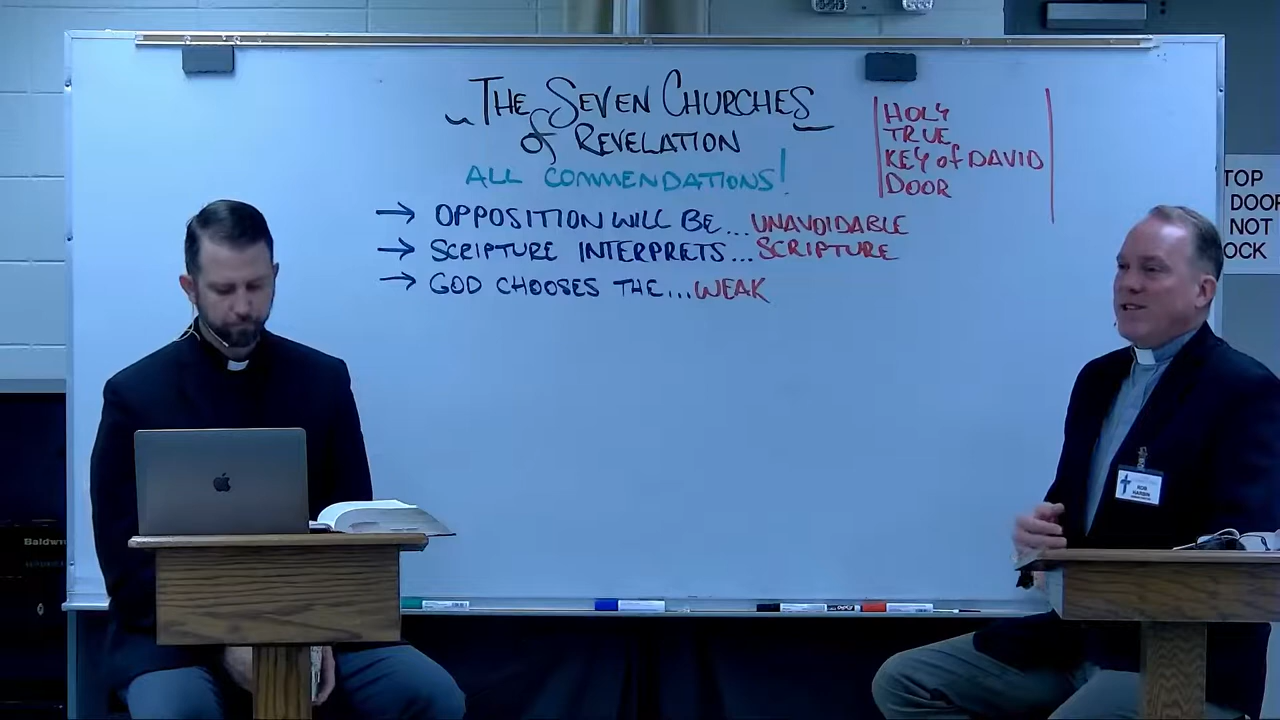 THE SEVEN CHURCHES
of REVELATION
ALL COMMENDATIONS!
→ OPPOSITION WILL BE...UNAVOIDABLE
→ SCRIPTURE INTERPRETS...SCRIPTURE
→ GOD CHOOSES THE...WEAK
HOLY
TRUE
KEY of DAVID
DOOR
TOP
DOOR
NOT
OCK
ROB